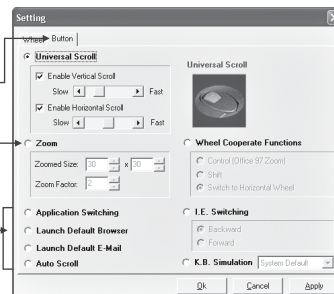 Setting
Wheel Button
Universal Scroll
Enable Vertical Scroll
Slow Fast
Enable Horizontal Scroll
Slow Fast
Universal Scroll
Zoom
Zoomed Size: 30 x 30
Zoom Factor: 2
Wheel Cooperate Functions
Control (Office 97 Zoom)
Shift
Switch to Horizontal Wheel
Application Switching
Launch Default Browser
Launch Default E-Mail
Auto Scroll
I.E. Switching
Backward
Forward
K.B. Simulation System Default
Ok Cancel Apply